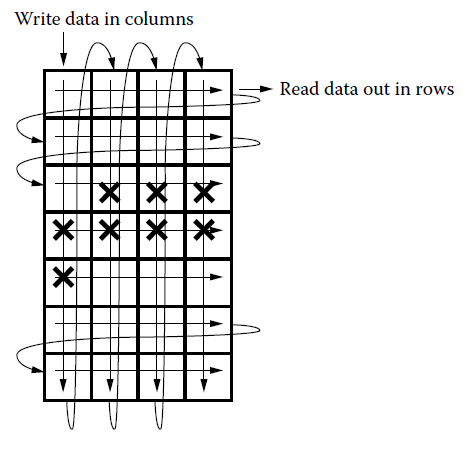 Write data in columns
Read data out in rows